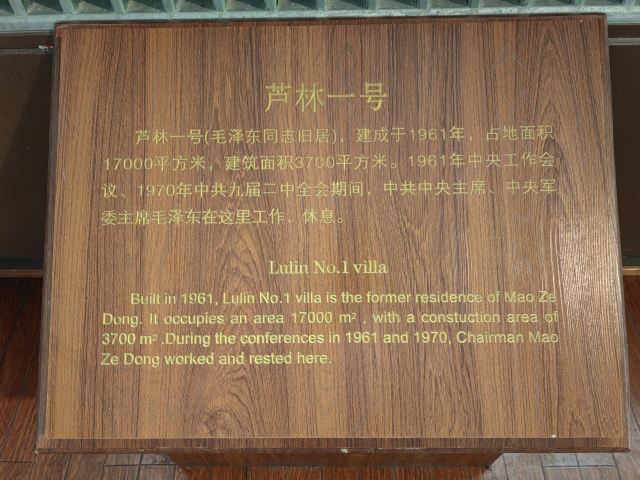 芦林一号
芦林一号(毛泽东同志旧居)，建成于1961年，占地面积
17000平方米，建筑面积3700平方米。1961年中央工作会
议、1970年中共九届二中全会期间，中共中央主席、中央军
委主席毛泽东在这里工作、休息。
Lulin No.1 villa
Built in 1961, Lulin No.1 villa is the former residence of Mao Ze
Dong. It occupies an area 17000 m² , with a constuction area of
3700 m² .During the conferences in 1961 and 1970, Chairman Mao
Ze Dong worked and rested here.